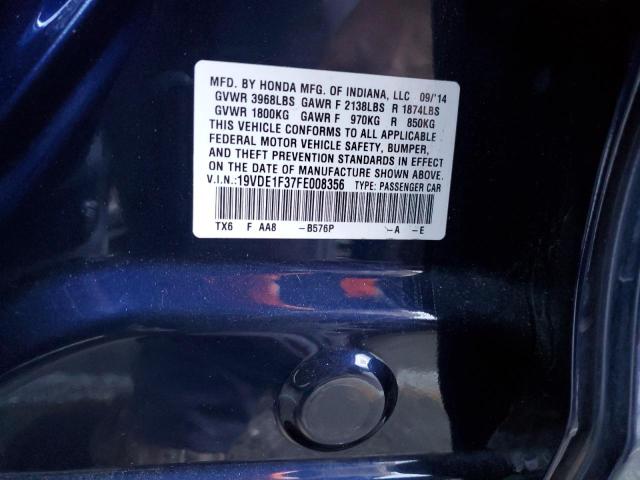 MFD. BY HONDA MFG. OF INDIANA, LLC 09/'14
GVWR 3968LBS GAWR F 2138LBS R 1874LBS
GVWR 1800KG GAWR F 970KG R 850KG
THIS VEHICLE CONFORMS TO ALL APPLICABLE
FEDERAL MOTOR VEHICLE SAFETY, BUMPER,
AND THEFT PREVENTION STANDARDS IN EFFECT
ON THE DATE OF MANUFACTURE SHOWN ABOVE.
V.I.N.:19VDE1F37FE008356 TYPE: PASSENGER CAR
TX6 F AA8 -B576P -A -E